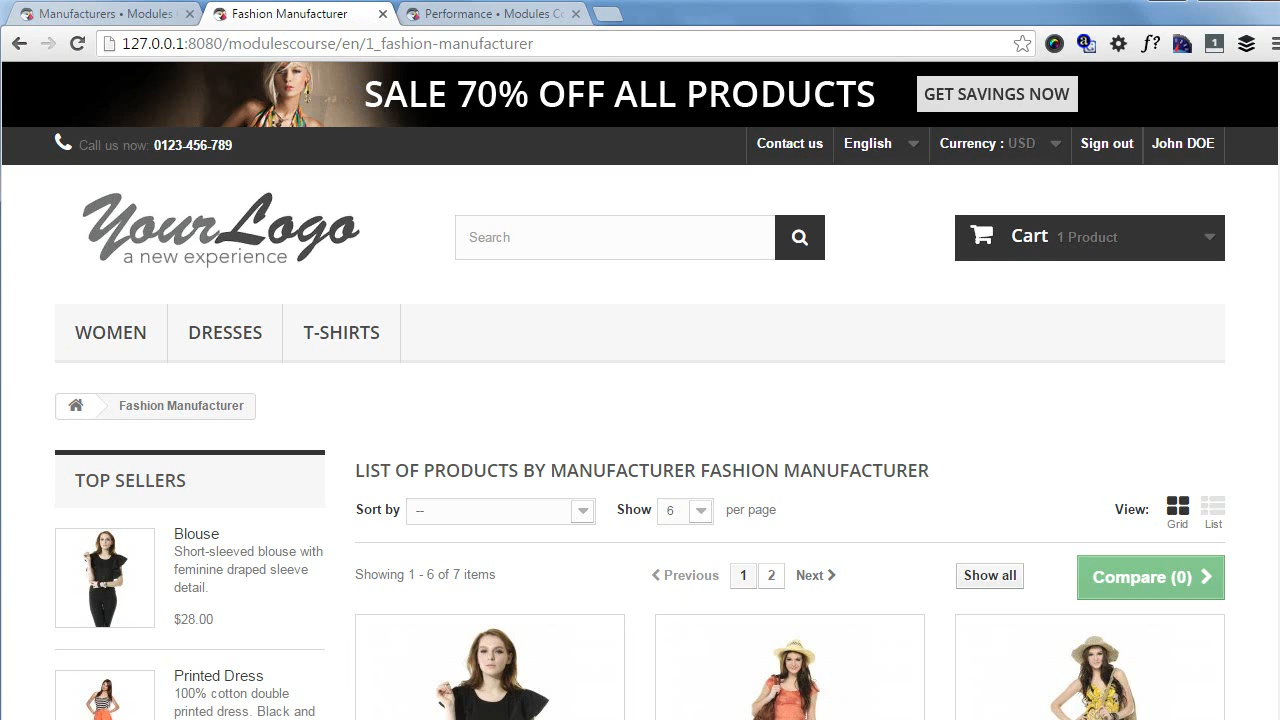 Manufacturers • Modules
Fashion Manufacturer
Performance • Modules Co
127.0.0.1:8080/modulescourse/en/1_fashion-manufacturer
f?
1
SALE 70% OFF ALL PRODUCTS
GET SAVINGS NOW
Call us now: 0123-456-789
Contact us
English
Currency : USD
Sign out
John DOE
YourLogo
a new experience
Search
Cart 1 Product
WOMEN
DRESSES
T-SHIRTS
Fashion Manufacturer
TOP SELLERS
Blouse
Short-sleeved blouse with
feminine draped sleeve
detail.
$28.00
Printed Dress
100% cotton double
printed dress. Black and
LIST OF PRODUCTS BY MANUFACTURER FASHION MANUFACTURER
Sort by --
Show 6 per page
View:
Grid
List
Showing 1 - 6 of 7 items
Previous 1 2 Next
Show all
Compare (0)